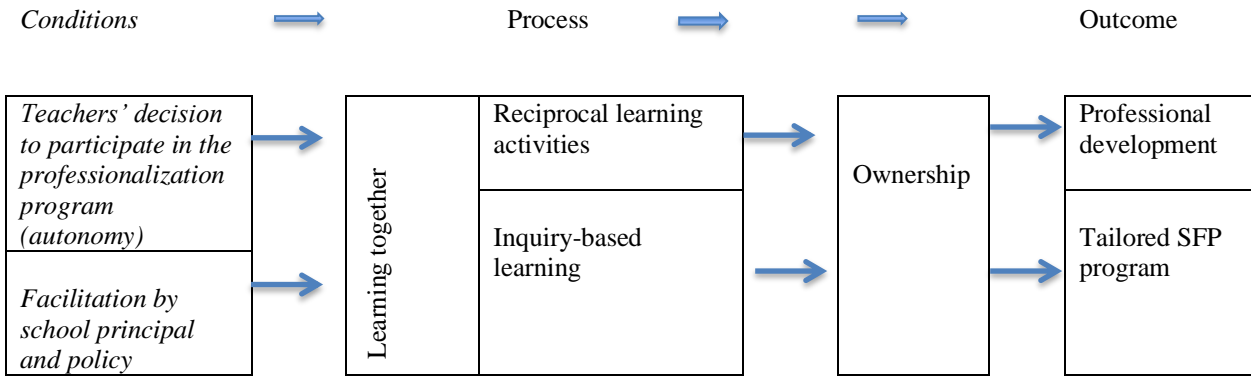 Conditions
Process
Outcome
Teachers’ decision
to participate in the
professionalization
program
(autonomy)
Facilitation by
school principal
and policy
Learning together
Reciprocal learning
activities
Inquiry-based
learning
Ownership
Professional
development
Tailored SFP
program